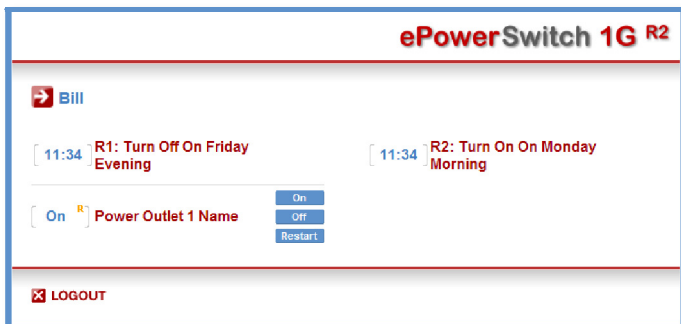 ePowerSwitch 1G R2
Bill
11:34 R1: Turn Off On Friday
Evening
11:34 R2: Turn On On Monday
Morning
On R Power Outlet 1 Name
On
Off
Restart
LOGOUT